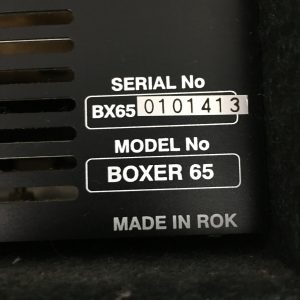 SERIAL No
BX65 0101413
MODEL No
BOXER 65
MADE IN ROK